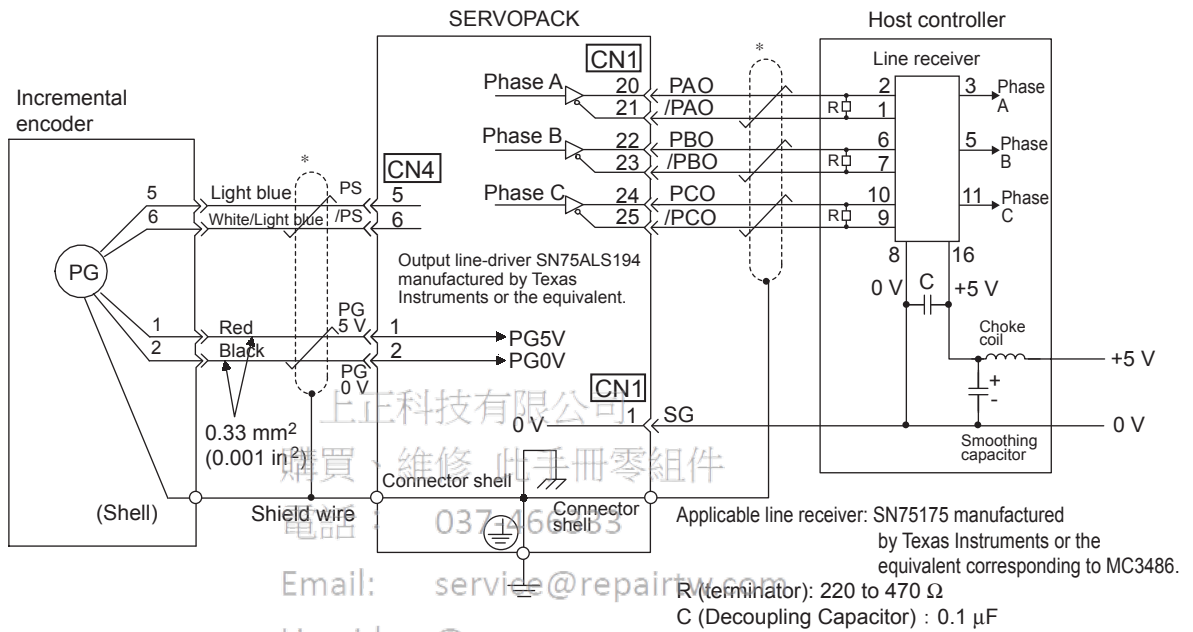 SERVOPACK
Host controller
Incremental
encoder
CN1
Line receiver
*
*
Phase A
20
PAO
2
3
Phase
A
21
/PAO
R
1
Phase B
22
PBO
6
5
Phase
B
23
/PBO
R
7
CN4
Phase C
24
PCO
10
11
Phase
C
25
/PCO
R
9
5
Light blue
PS
5
6
White/Light blue
/PS
6
8
16
PG
0 V
C
+5 V
Output line-driver SN75ALS194
manufactured by Texas
Instruments or the equivalent.
1
Red
PG
5 V
1
PG5V
2
Black
PG
0 V
2
PG0V
Choke
coil
+5 V
+
-
CN1
0 V
1
SG
0 V
Smoothing
capacitor
0.33 mm²
(0.001 in²)
上正科技有限公司
購買、維修 此手冊零組件
Connector shell
(Shell)
Shield wire
Connector
shell
電話: 037-466333
Email: service@repairtw.com
Applicable line receiver: SN75175 manufactured
by Texas Instruments or the
equivalent corresponding to MC3486.
R (terminator): 220 to 470 Ω
C (Decoupling Capacitor) : 0.1 μF